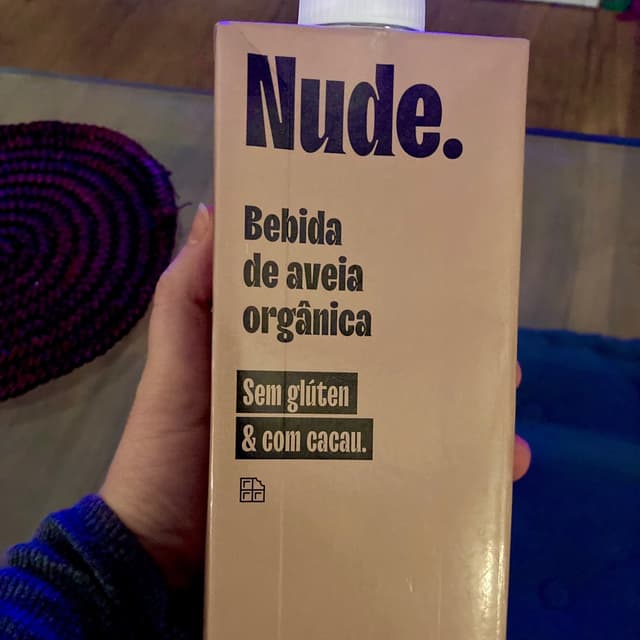 Nude.
Bebida
de aveia
orgânica
Sem glúten
& com cacau.